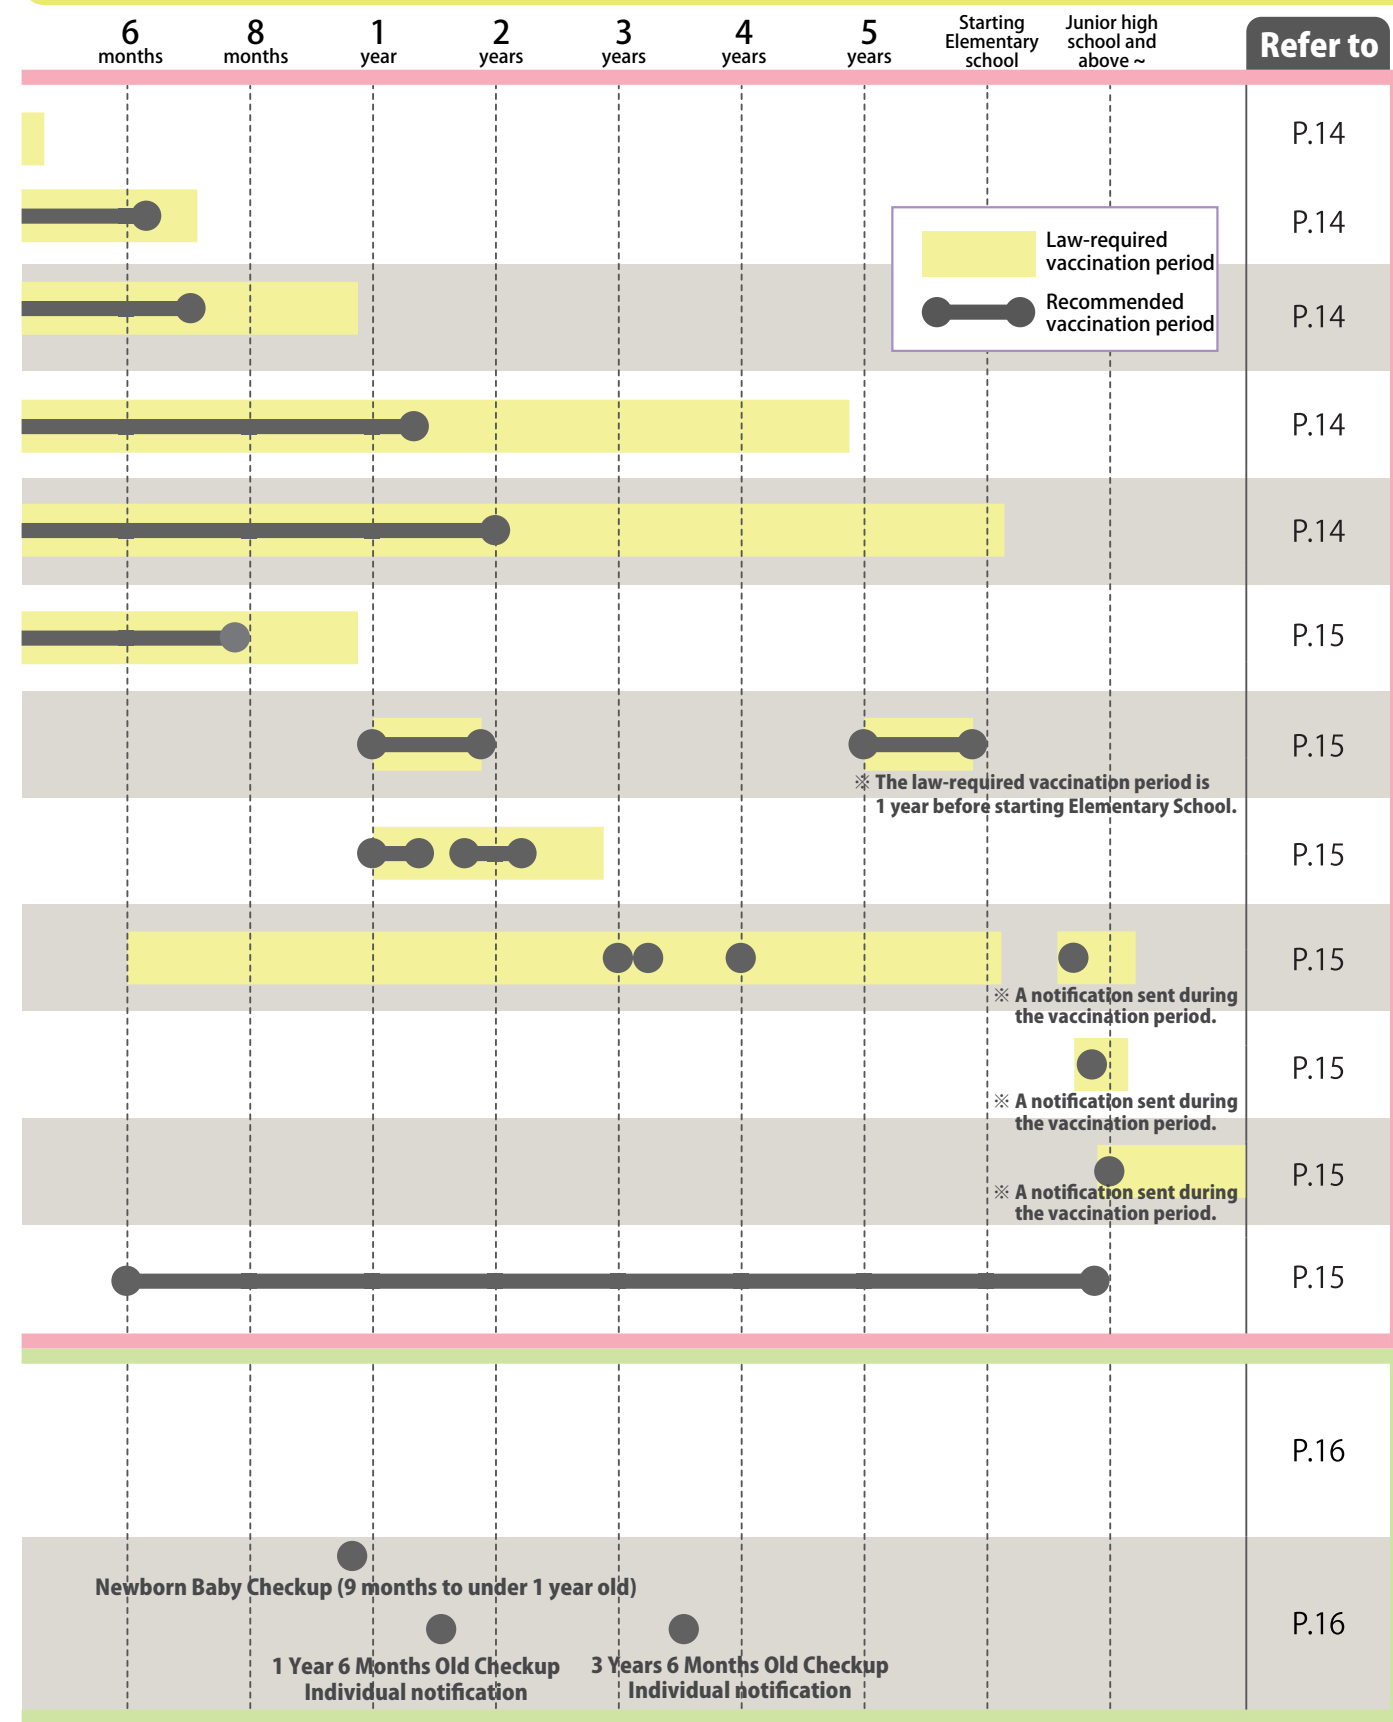 6
months
8
months
1
year
2
years
3
years
4
years
5
years
Starting
Elementary
school
Junior high
school and
above ~
Refer to
P.14
P.14
Law-required
vaccination period
Recommended
vaccination period
P.14
P.14
P.14
P.15
P.15
※ The law-required vaccination period is
1 year before starting Elementary School.
P.15
P.15
※ A notification sent during
the vaccination period.
P.15
※ A notification sent during
the vaccination period.
P.15
※ A notification sent during
the vaccination period.
P.15
P.16
Newborn Baby Checkup (9 months to under 1 year old)
P.16
1 Year 6 Months Old Checkup
Individual notification
3 Years 6 Months Old Checkup
Individual notification